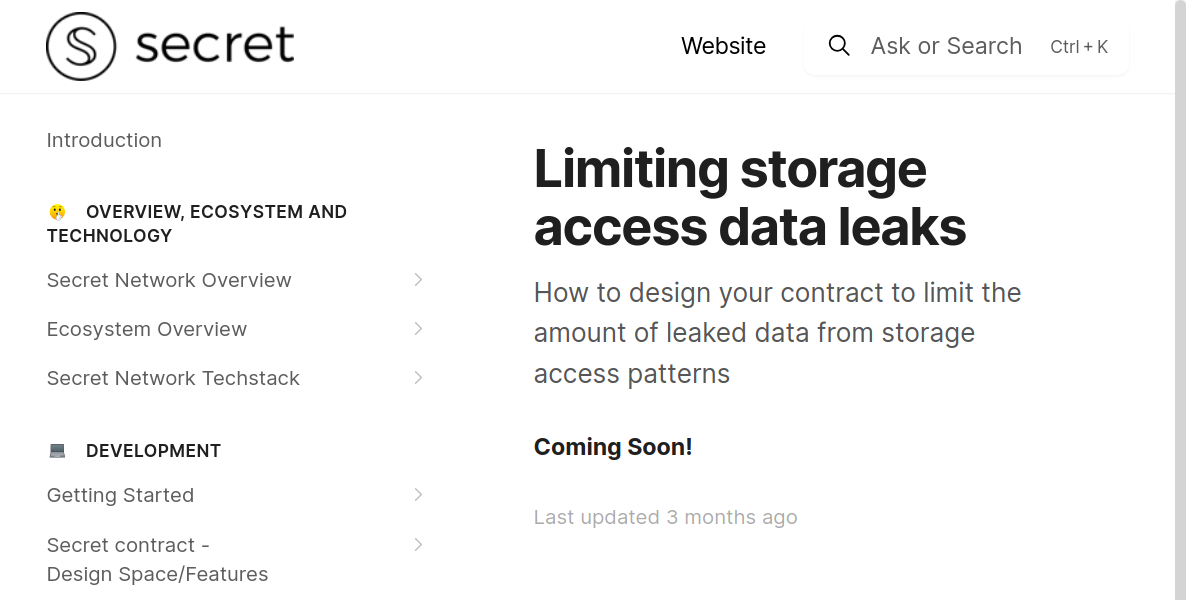 secret
Website
Ask or Search
Ctrl + K
Introduction
🤫 OVERVIEW, ECOSYSTEM AND
TECHNOLOGY
Secret Network Overview
Ecosystem Overview
Secret Network Techstack
💻 DEVELOPMENT
Getting Started
Secret contract -
Design Space/Features
Limiting storage
access data leaks
How to design your contract to limit the
amount of leaked data from storage
access patterns
Coming Soon!
Last updated 3 months ago